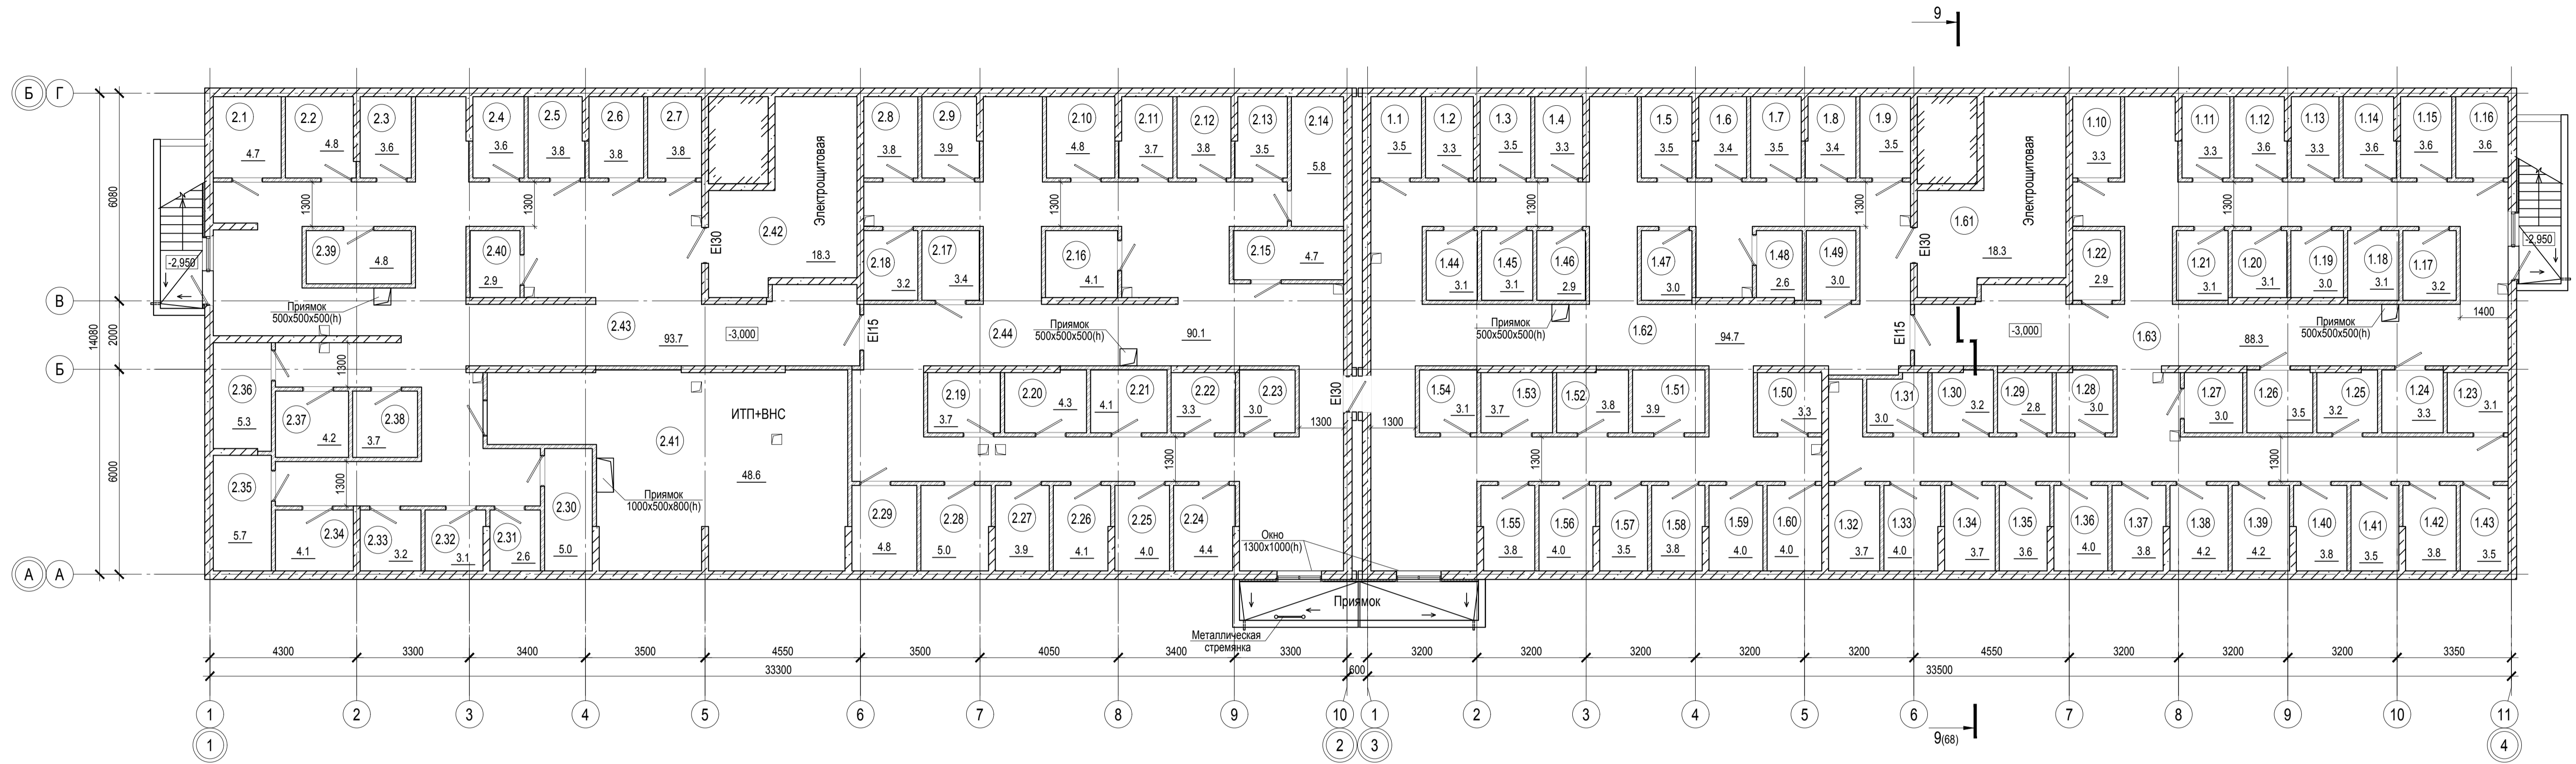 9
Б Г
2.1 2.2 2.3 2.4 2.5 2.6 2.7 2.8 2.9 2.10 2.11 2.12 2.13 2.14 1.1 1.2 1.3 1.4 1.5 1.6 1.7 1.8 1.9 1.10 1.11 1.12 1.13 1.14 1.15 1.16
4.7 4.8 3.6 3.6 3.8 3.8 3.8 3.8 3.9 4.8 3.7 3.8 3.5 5.8 3.5 3.3 3.5 3.3 3.5 3.4 3.5 3.4 3.5 3.3 3.3 3.6 3.3 3.6 3.6 3.6
Электрощитовая
Электрощитовая
6080
1300 1300 1300 1300 1300 1300
2.39 2.40 2.42 2.18 2.17 2.16 2.15 1.44 1.45 1.46 1.47 1.48 1.49 1.61 1.22 1.21 1.20 1.19 1.18 1.17
EI30 EI30
-2,950 4.8 2.9 18.3 3.2 3.4 4.1 4.7 3.1 3.1 2.9 3.0 2.6 3.0 18.3 2.9 3.1 3.1 3.0 3.1 3.2 -2,950
В
Приямок
500х500х500(h)
14080
2000
2.43
93.7
-3,000
EI15
2.44
Приямок
500х500х500(h)
90.1
Приямок
500х500х500(h)
1.62
94.7
EI15
-3,000
1.63
88.3
Приямок
500х500х500(h)
1400
Б
1300
2.36 2.37 2.38 2.19 2.20 2.21 2.22 2.23 1.54 1.53 1.52 1.51 1.50 1.31 1.30 1.29 1.28 1.27 1.26 1.25 1.24 1.23
5.3 4.2 3.7 3.7 4.3 4.1 3.3 3.0 3.1 3.7 3.8 3.9 3.3 3.0 3.2 2.8 3.0 3.0 3.5 3.2 3.3 3.1
ИТП+ВНС
2.41
48.6
EI30
1300 1300
6000
1300 1300 1300 1300
Приямок
1000х500х800(h)
2.35 2.34 2.33 2.32 2.31 2.30 2.29 2.28 2.27 2.26 2.25 2.24 1.55 1.56 1.57 1.58 1.59 1.60 1.32 1.33 1.34 1.35 1.36 1.37 1.38 1.39 1.40 1.41 1.42 1.43
5.7 4.1 3.2 3.1 2.6 5.0 4.8 5.0 3.9 4.1 4.0 4.4 3.8 4.0 3.5 3.8 4.0 4.0 3.7 4.0 3.7 3.6 4.0 3.8 4.2 4.2 3.8 3.5 3.8 3.5
Окно
1300х1000(h)
А А
Приямок
Металлическая
стремянка
4300 3300 3400 3500 4550 3500 4050 3400 3300 3200 3200 3200 3200 3200 4550 3200 3200 3200 3350
33300 600 33500
1 2 3 4 5 6 7 8 9 10 1 2 3 4 5 6 7 8 9 10 11
9(68)
1 2 3 4